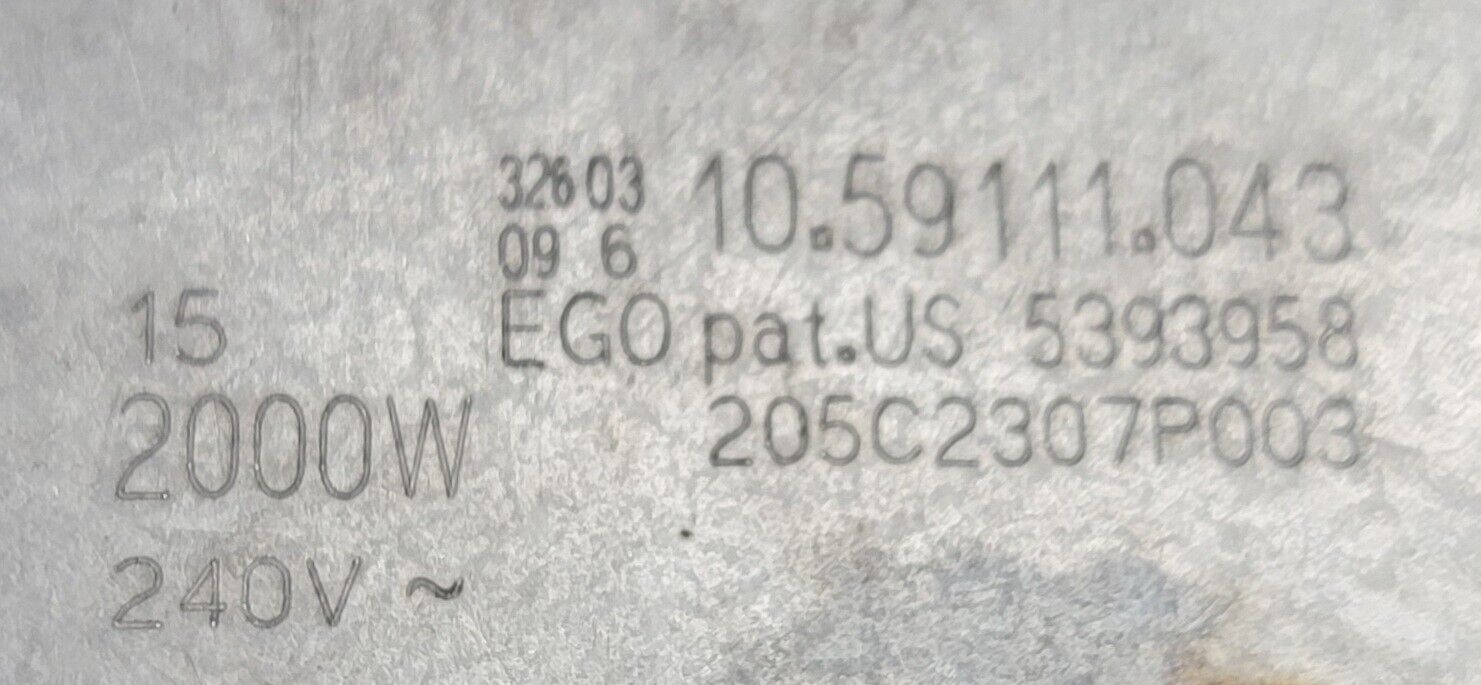 32603 10.59111.043
09 6
15 EGO pat.US 5393958
2000W 205C2307P003
240V ~